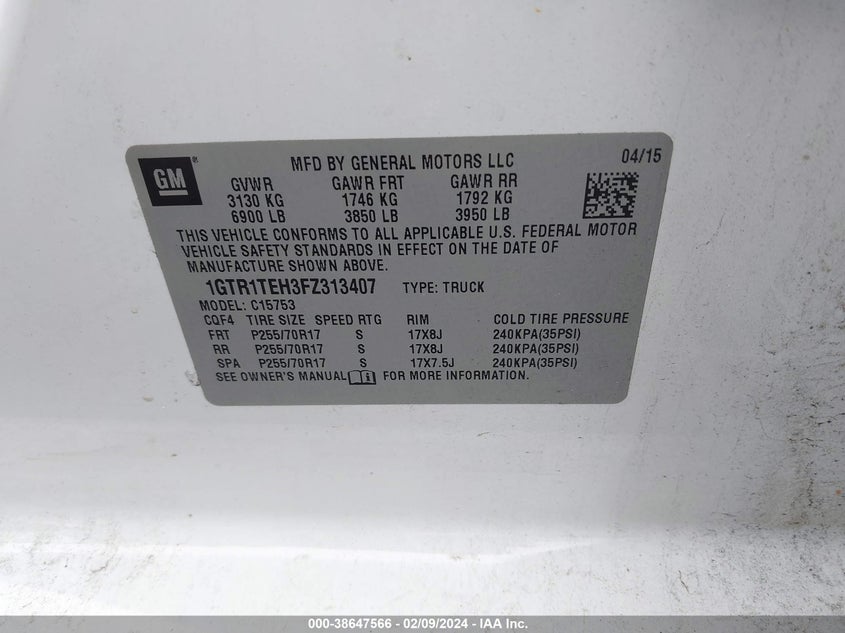 GM ® MFD BY GENERAL MOTORS LLC 04/15
GVWR GAWR FRT GAWR RR
3130 KG 1746 KG 1792 KG
6900 LB 3850 LB 3950 LB
THIS VEHICLE CONFORMS TO ALL APPLICABLE U.S. FEDERAL MOTOR
VEHICLE SAFETY STANDARDS IN EFFECT ON THE DATE OF
MANUFACTURE SHOWN ABOVE.
1GTR1TEH3FZ313407 TYPE: TRUCK
MODEL: C15753
CQF4 TIRE SIZE SPEED RTG RIM COLD TIRE PRESSURE
FRT P255/70R17 S 17X8J 240KPA(35PSI)
RR P255/70R17 S 17X8J 240KPA(35PSI)
SPA P255/70R17 S 17X7.5J 240KPA(35PSI)
SEE OWNER'S MANUAL FOR MORE INFORMATION.
000-38647566 - 02/09/2024 - IAA Inc.